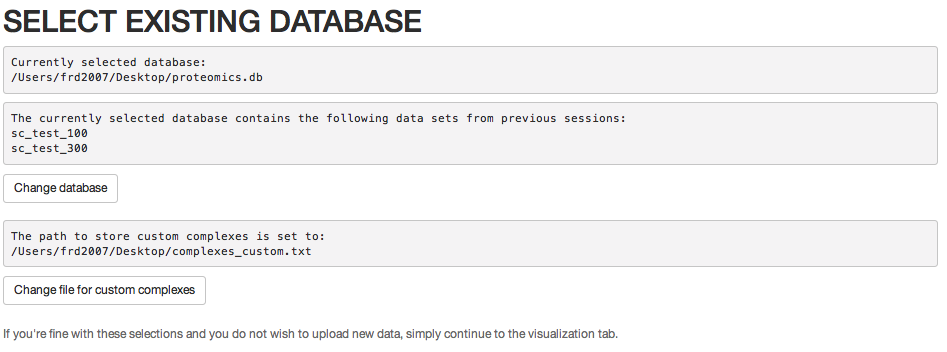 SELECT EXISTING DATABASE
Currently selected database:
/Users/frd2007/Desktop/proteomics.db
The currently selected database contains the following data sets from previous sessions:
sc_test_100
sc_test_300
Change database
The path to store custom complexes is set to:
/Users/frd2007/Desktop/complexes_custom.txt
Change file for custom complexes
If you're fine with these selections and you do not wish to upload new data, simply continue to the visualization tab.